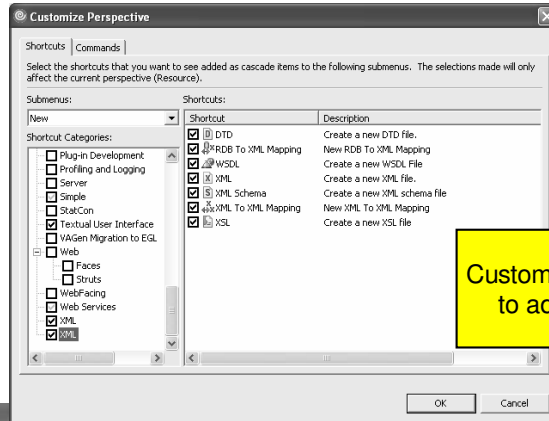 Customize Perspective
Shortcuts Commands
Select the shortcuts that you want to see added as cascade items to the following submenus. The selections made will only
affect the current perspective (Resource).
Submenus:
New
Shortcut Categories:
Plug-in Development
Profiling and Logging
Server
Simple
StatCon
Textual User Interface
VAGen Migration to EGL
Web
Faces
Struts
WebFacing
Web Services
XML
XML
Shortcuts:
Shortcut Description
DTD Create a new DTD file.
RDB To XML Mapping New RDB To XML Mapping
WSDL Create a new WSDL File
XML Create a new XML file.
XML Schema Create a new XML schema file
XML To XML Mapping New XML To XML Mapping
XSL Create a new XSL file
Custom
to ad
OK Cancel